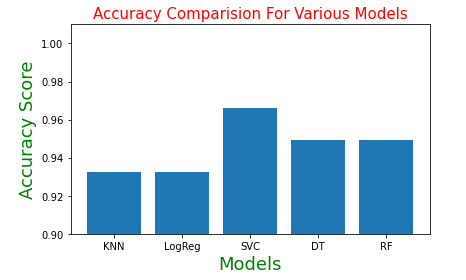 Accuracy Comparision For Various Models
Accuracy Score
1.00
0.98
0.96
0.94
0.92
0.90
KNN LogReg SVC DT RF
Models